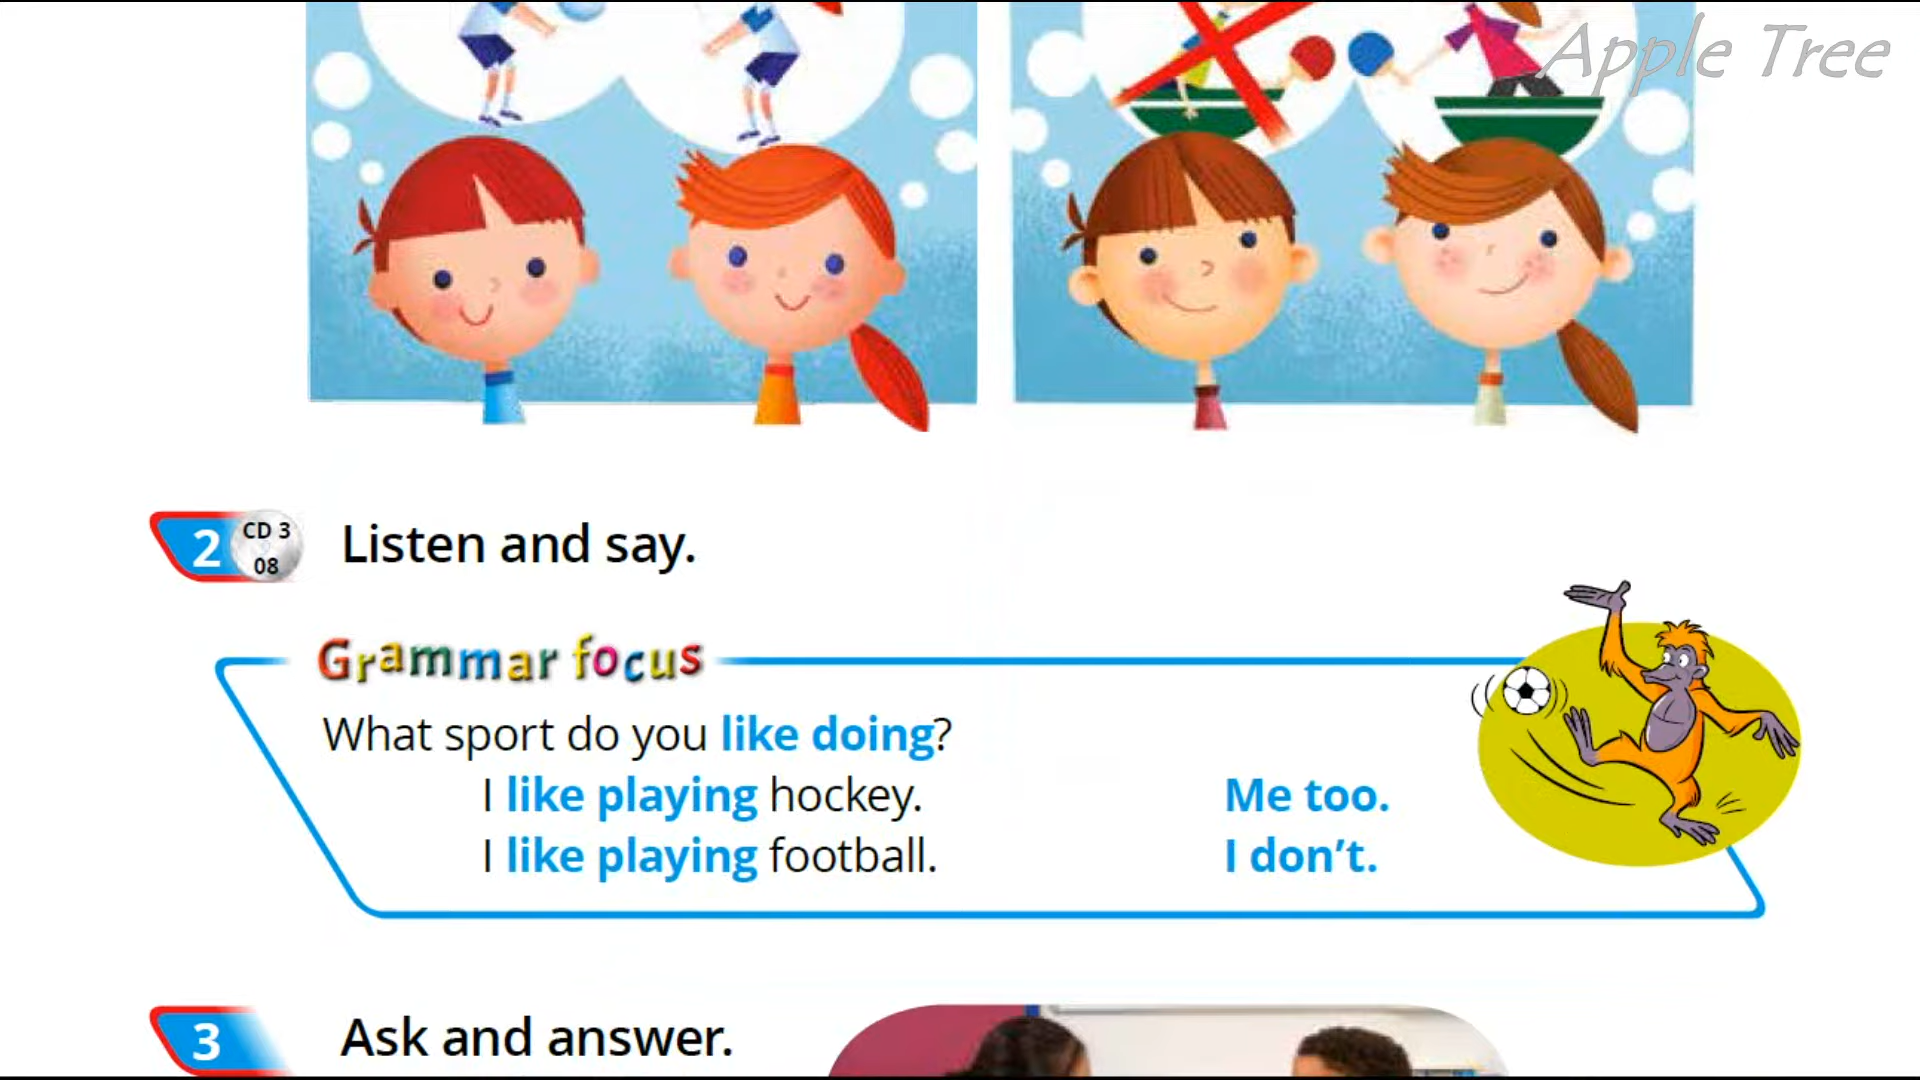 Apple Tree
2 CD 3 08 Listen and say.
Grammar focus
What sport do you like doing?
I like playing hockey. Me too.
I like playing football. I don't.
3 Ask and answer.